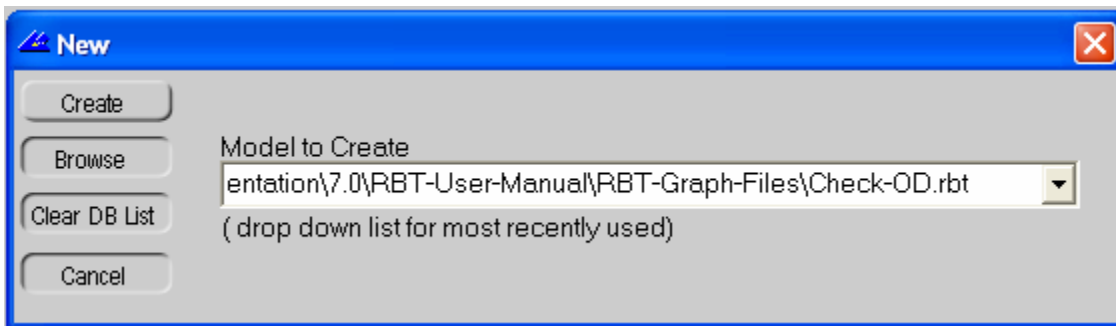 New
Create
Browse
Clear DB List
Cancel
Model to Create
entation\7.0\RBT-User-Manual\RBT-Graph-Files\Check-OD.rbt
( drop down list for most recently used)